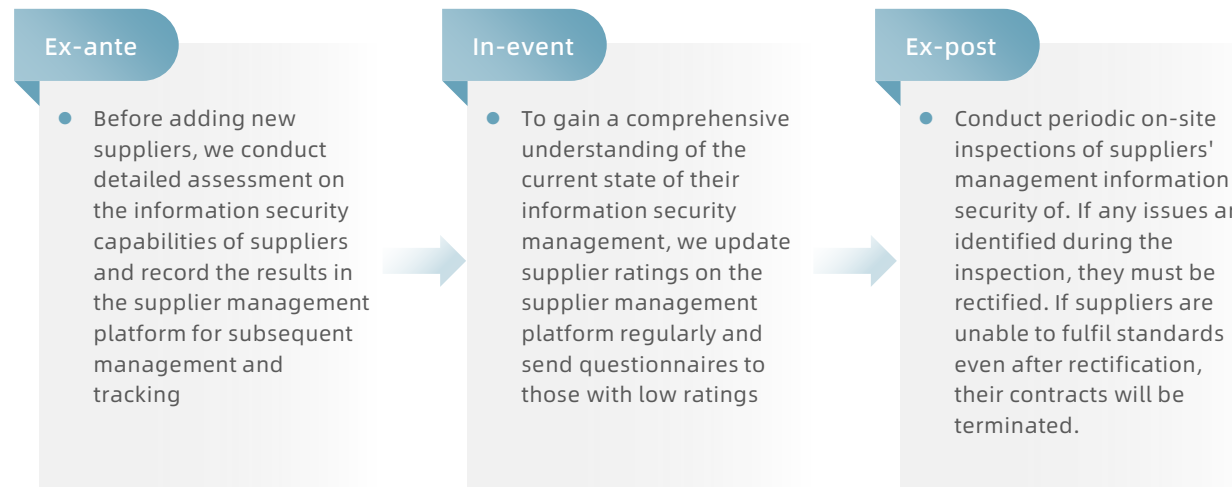 Ex-ante
Before adding new
suppliers, we conduct
detailed assessment on
the information security
capabilities of suppliers
and record the results in
the supplier management
platform for subsequent
management and
tracking
In-event
To gain a comprehensive
understanding of the
current state of their
information security
management, we update
supplier ratings on the
supplier management
platform regularly and
send questionnaires to
those with low ratings
Ex-post
Conduct periodic on-site
inspections of suppliers'
management information
security of. If any issues
identified during the
inspection, they must be
rectified. If suppliers are
unable to fulfil standards
even after rectification,
their contracts will be
terminated.